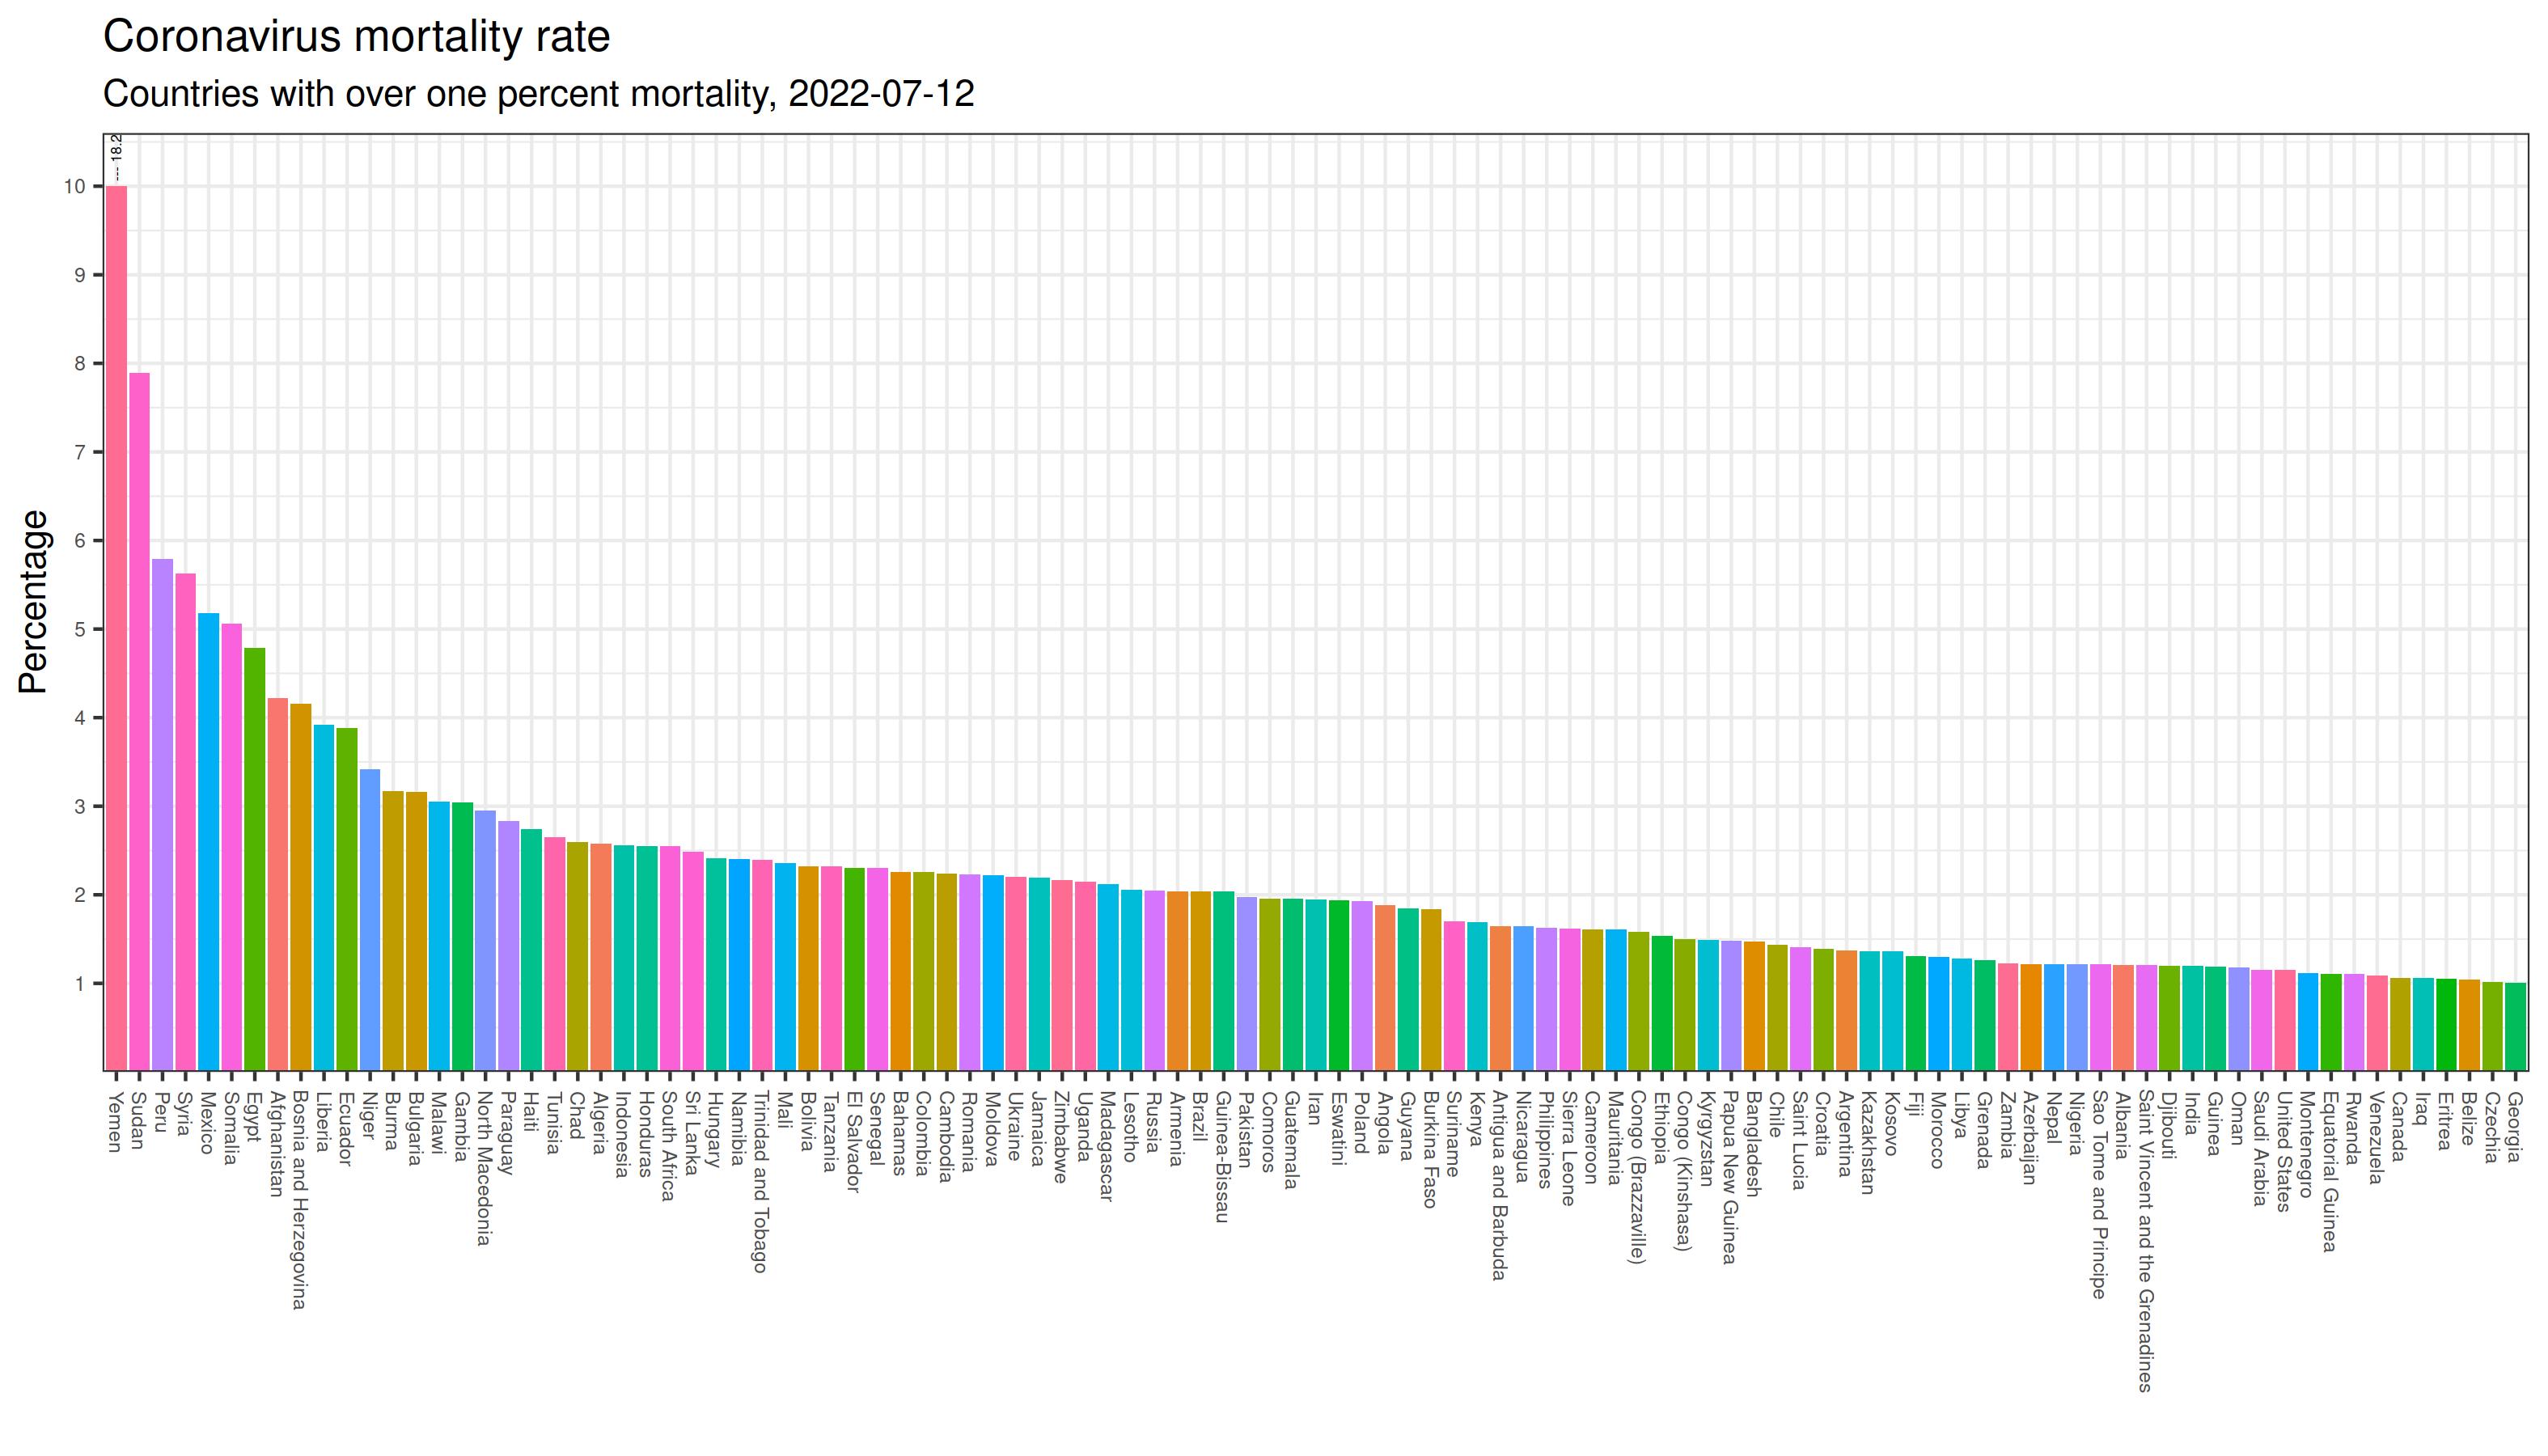 Coronavirus mortality rate
Countries with over one percent mortality, 2022-07-12
Percentage
10
9
8
7
6
5
4
3
2
1
---- 18.2
Yemen
Sudan
Peru
Syria
Mexico
Somalia
Egypt
Afghanistan
Bosnia and Herzegovina
Liberia
Ecuador
Niger
Burma
Bulgaria
Malawi
Gambia
North Macedonia
Paraguay
Haiti
Tunisia
Chad
Algeria
Indonesia
Honduras
South Africa
Sri Lanka
Hungary
Namibia
Trinidad and Tobago
Mali
Bolivia
Tanzania
El Salvador
Senegal
Bahamas
Colombia
Cambodia
Romania
Moldova
Ukraine
Jamaica
Zimbabwe
Uganda
Madagascar
Lesotho
Russia
Armenia
Brazil
Guinea-Bissau
Pakistan
Comoros
Guatemala
Iran
Eswatini
Poland
Angola
Guyana
Burkina Faso
Suriname
Kenya
Antigua and Barbuda
Nicaragua
Philippines
Sierra Leone
Cameroon
Mauritania
Congo (Brazzaville)
Ethiopia
Congo (Kinshasa)
Kyrgyzstan
Papua New Guinea
Bangladesh
Chile
Saint Lucia
Croatia
Argentina
Kazakhstan
Kosovo
Fiji
Morocco
Libya
Grenada
Zambia
Azerbaijan
Nepal
Nigeria
Sao Tome and Principe
Albania
Saint Vincent and the Grenadines
Djibouti
India
Guinea
Oman
Saudi Arabia
United States
Montenegro
Equatorial Guinea
Rwanda
Venezuela
Canada
Iraq
Eritrea
Belize
Czechia
Georgia